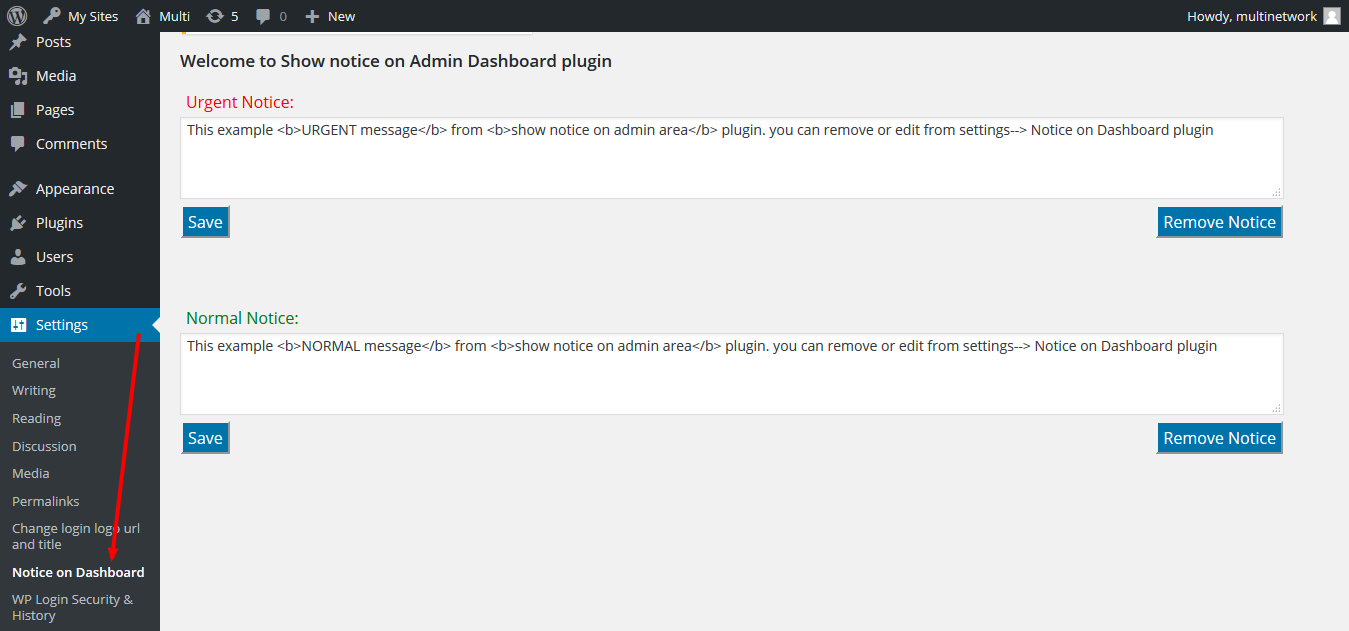 My Sites Multi 5 0 New Howdy, multinetwork
Posts
Media
Pages
Comments
Appearance
Plugins
Users
Tools
Settings
General
Writing
Reading
Discussion
Media
Permalinks
Change login logo url
and title
Notice on Dashboard
WP Login Security &
History
Welcome to Show notice on Admin Dashboard plugin
Urgent Notice:
This example <b>URGENT message</b> from <b>show notice on admin area</b> plugin. you can remove or edit from settings--> Notice on Dashboard plugin
Save Remove Notice
Normal Notice:
This example <b>NORMAL message</b> from <b>show notice on admin area</b> plugin. you can remove or edit from settings--> Notice on Dashboard plugin
Save Remove Notice